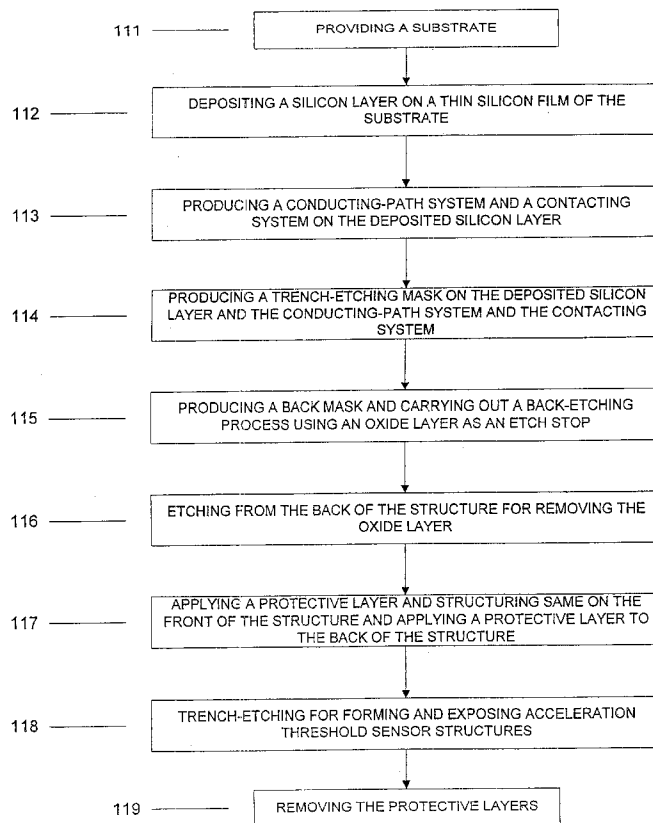 111
PROVIDING A SUBSTRATE
112
DEPOSITING A SILICON LAYER ON A THIN SILICON FILM OF THE
SUBSTRATE
113
PRODUCING A CONDUCTING-PATH SYSTEM AND A CONTACTING
SYSTEM ON THE DEPOSITED SILICON LAYER
114
PRODUCING A TRENCH-ETCHING MASK ON THE DEPOSITED SILICON
LAYER AND THE CONDUCTING-PATH SYSTEM AND THE CONTACTING
SYSTEM
115
PRODUCING A BACK MASK AND CARRYING OUT A BACK-ETCHING
PROCESS USING AN OXIDE LAYER AS AN ETCH STOP
116
ETCHING FROM THE BACK OF THE STRUCTURE FOR REMOVING THE
OXIDE LAYER
117
APPLYING A PROTECTIVE LAYER AND STRUCTURING SAME ON THE
FRONT OF THE STRUCTURE AND APPLYING A PROTECTIVE LAYER TO
THE BACK OF THE STRUCTURE
118
TRENCH-ETCHING FOR FORMING AND EXPOSING ACCELERATION
THRESHOLD SENSOR STRUCTURES
119
REMOVING THE PROTECTIVE LAYERS